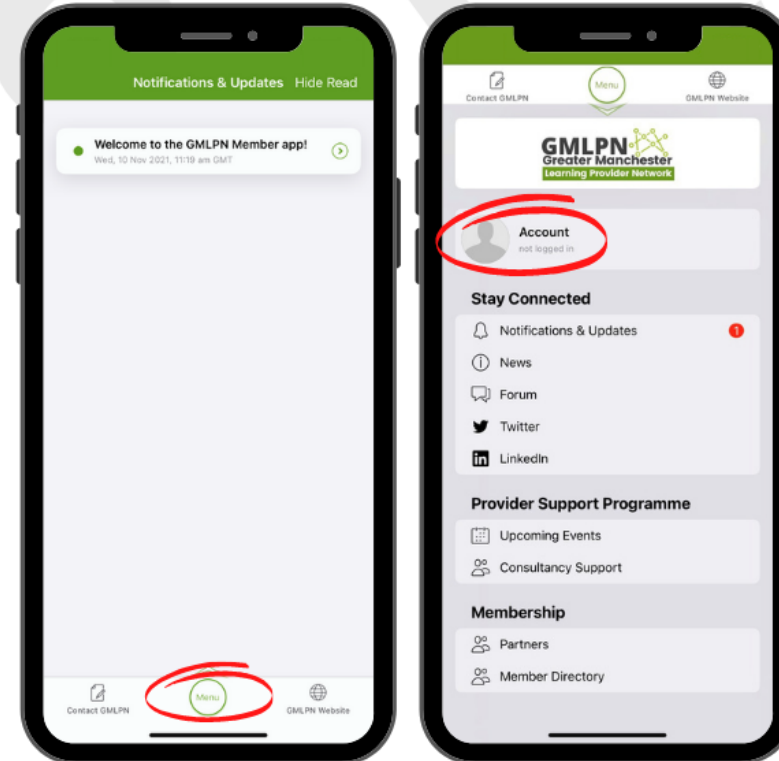 Notifications & Updates Hide Read
Welcome to the GMLPN Member app!
Wed, 10 Nov 2021, 11:19 am GMT
Contact GMLPN
Menu
GMLPN Website
Contact GMLPN
Menu
GMLPN Website
GMLPN
Greater Manchester
Learning Provider Network
Account
not logged in
Stay Connected
Notifications & Updates 1
News
Forum
Twitter
in LinkedIn
Provider Support Programme
Upcoming Events
Consultancy Support
Membership
Partners
Member Directory